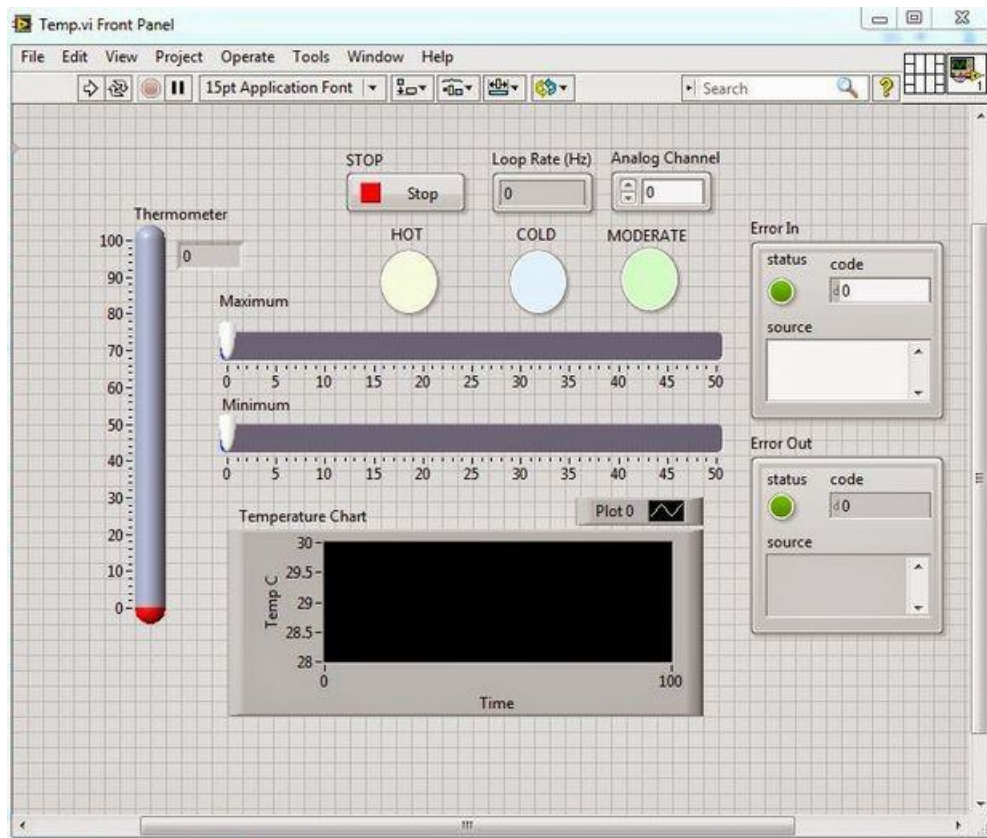 Temp.vi Front Panel
File Edit View Project Operate Tools Window Help
15pt Application Font
Search
1
STOP
Stop
Loop Rate (Hz)
0
Analog Channel
0
Thermometer
0
100
90
80
70
60
50
40
30
20
10
0
HOT COLD MODERATE
Maximum
0 5 10 15 20 25 30 35 40 45 50
Minimum
0 5 10 15 20 25 30 35 40 45 50
Temperature Chart
Plot 0
Temp C
30
29.5
29
28.5
28
0 100
Time
Error In
status code
d 0
source
Error Out
status code
d 0
source